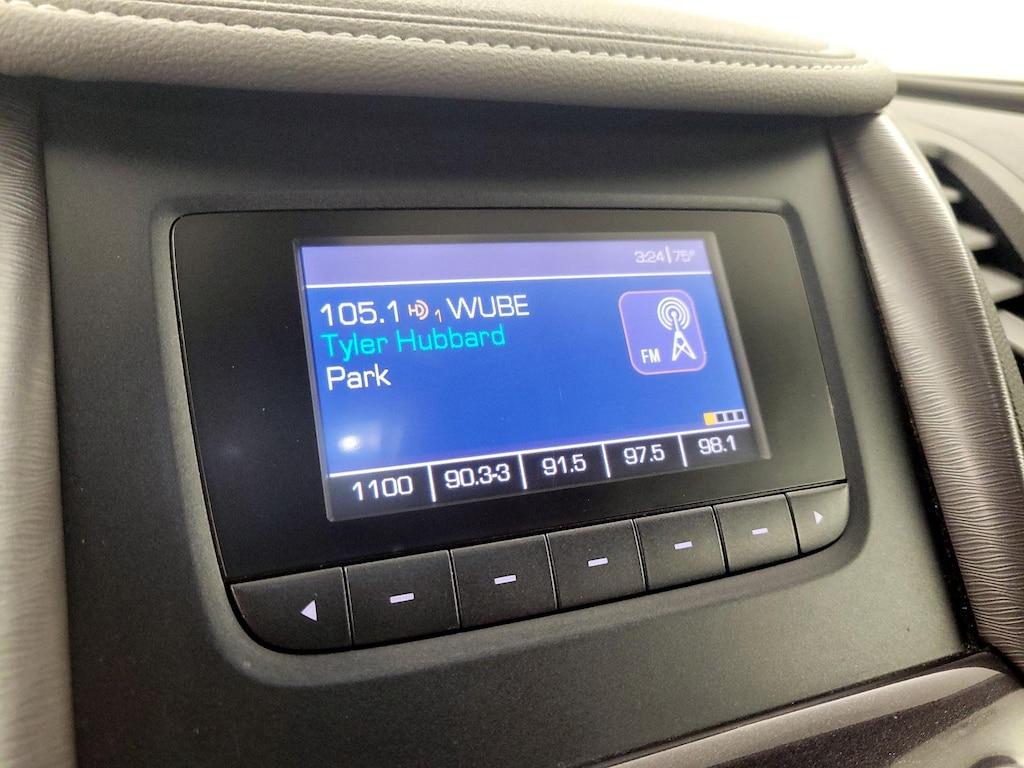 3:24 75°
105.1 HD 1 WUBE
Tyler Hubbard
Park
FM
1100 90.3-3 91.5 97.5 98.1